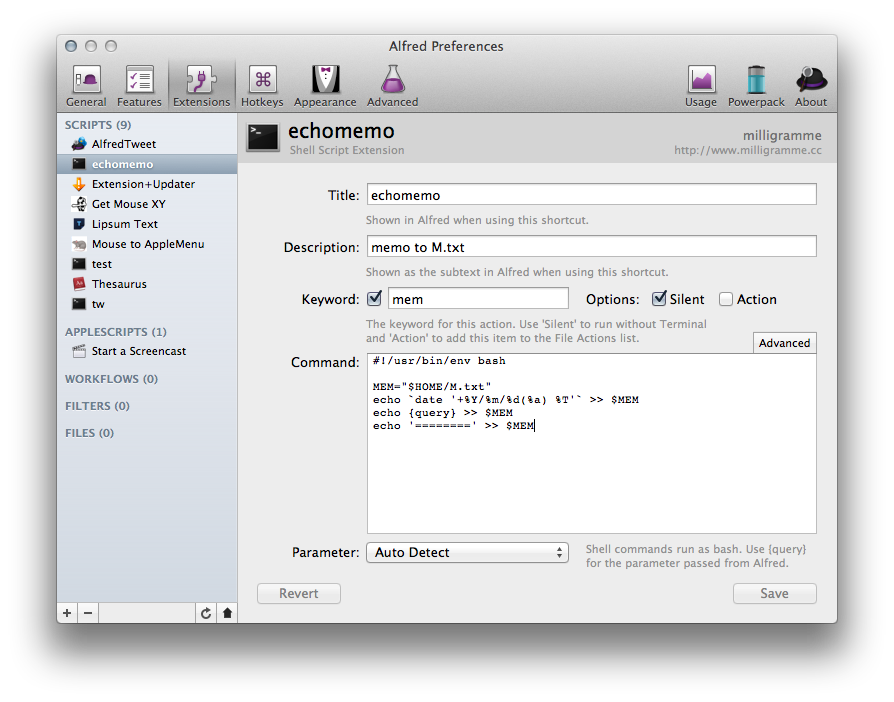 Alfred Preferences
General Features Extensions Hotkeys Appearance Advanced Usage Powerpack About
SCRIPTS (9)
AlfredTweet
echomemo
Extension+Updater
Get Mouse XY
Lipsum Text
Mouse to AppleMenu
test
Thesaurus
tw
APPLESCRIPTS (1)
Start a Screencast
WORKFLOWS (0)
FILTERS (0)
FILES (0)
echomemo
Shell Script Extension
milligramme
http://www.milligramme.cc
Title: echomemo
Shown in Alfred when using this shortcut.
Description: memo to M.txt
Shown as the subtext in Alfred when using this shortcut.
Keyword: mem Options: Silent Action
The keyword for this action. Use 'Silent' to run without Terminal
and 'Action' to add this item to the File Actions list.
Advanced
Command:
#!/usr/bin/env bash
MEM="$HOME/M.txt"
echo `date '+%Y/%m/%d(%a) %T'` >> $MEM
echo {query} >> $MEM
echo '========' >> $MEM
Parameter: Auto Detect
Shell commands run as bash. Use {query}
for the parameter passed from Alfred.
Revert Save